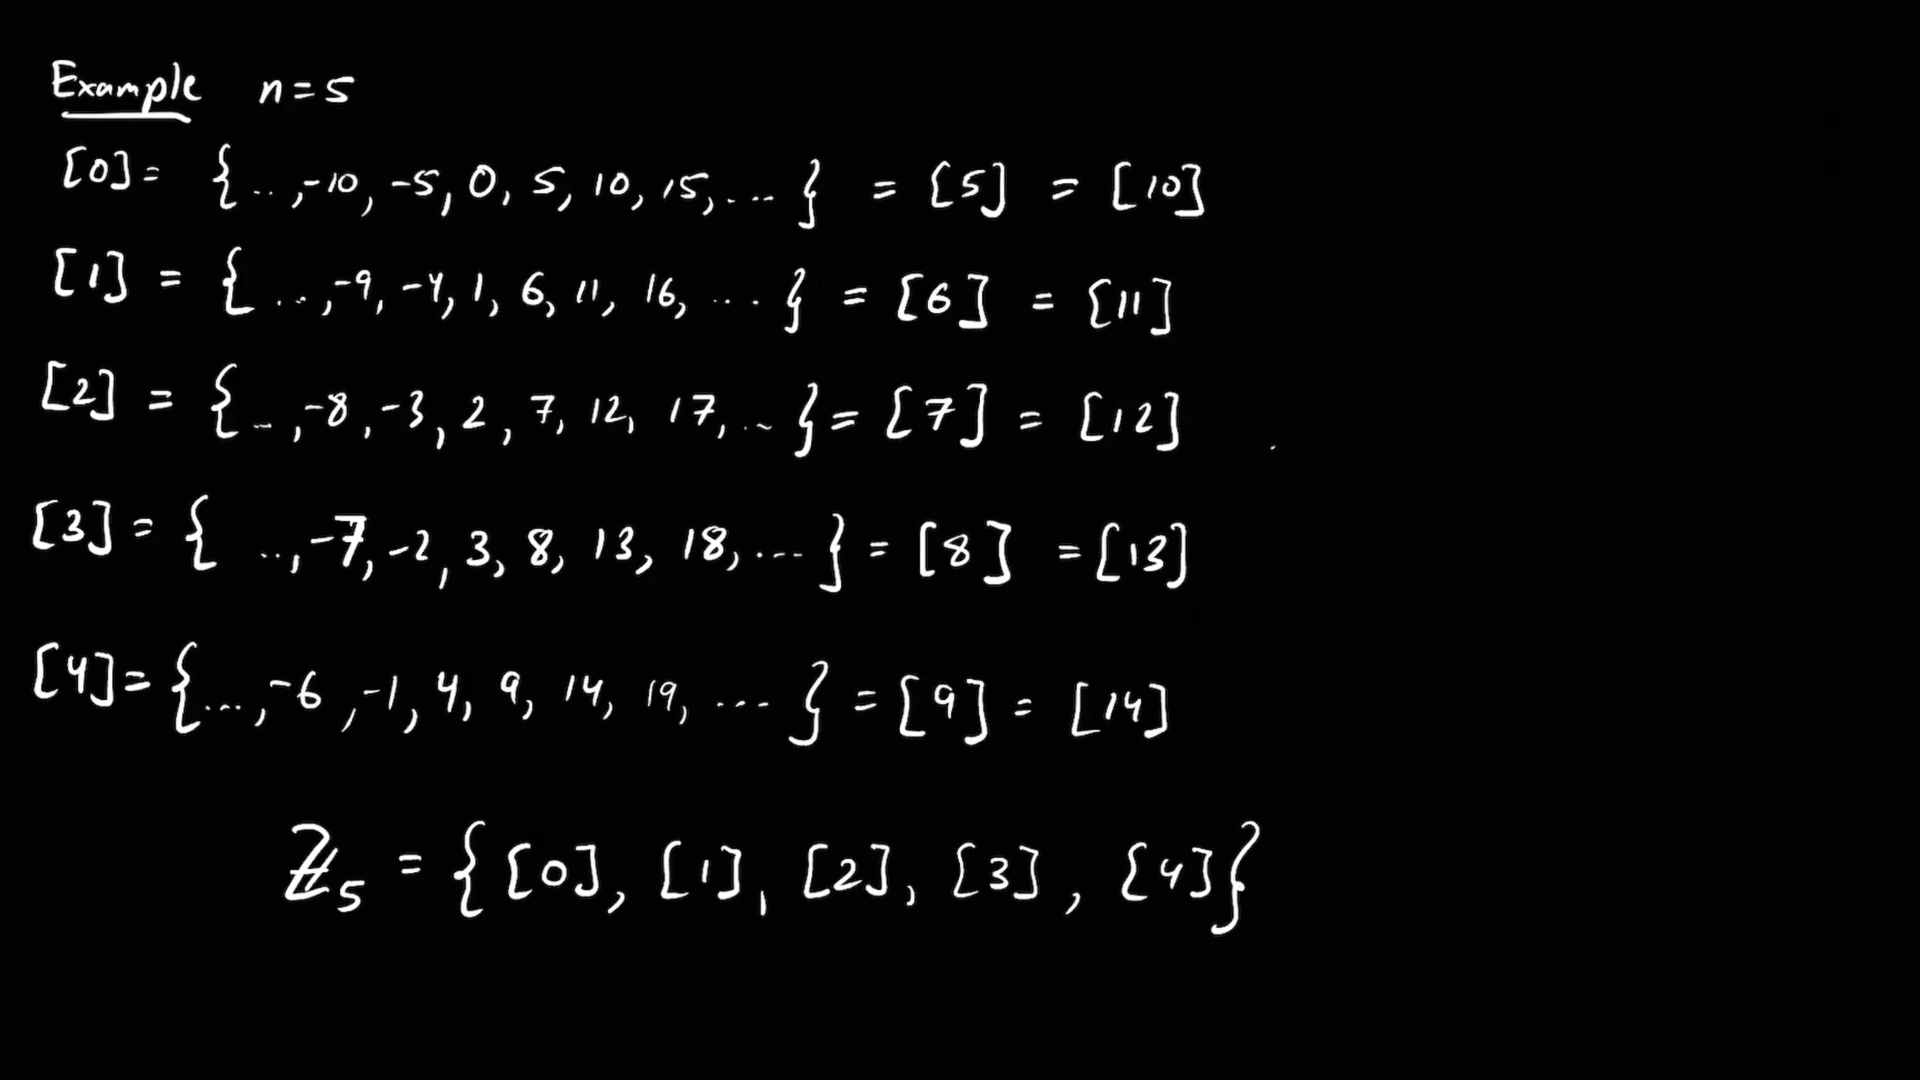 Example n=5
[0]= {..,-10, -5, 0, 5, 10, 15, ... } = [5] = [10]
[1] = { ..., -9, -4, 1, 6, 11, 16, .... } = [6] = [11]
[2] = {.., -8, -3, 2, 7, 12, 17, ... } = [7] = [12]
[3] = { .., -7, -2, 3, 8, 13, 18, ... } = [8] = [13]
[4] = {..., -6, -1, 4, 9, 14, 19, ... } = [9] = [14]
ℤ₅ = {[0], [1], [2], [3], [4]}